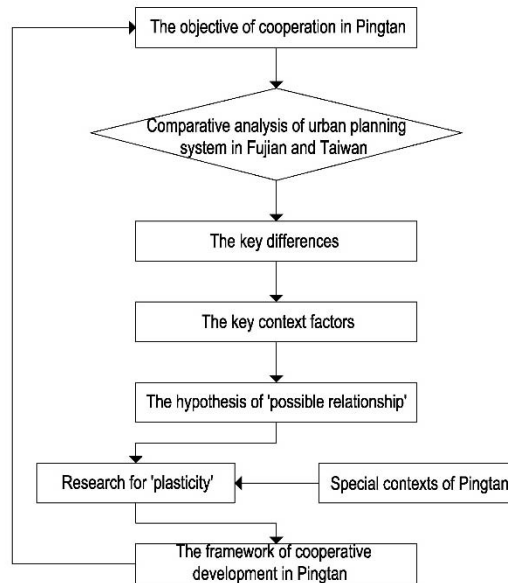 The objective of cooperation in Pingtan
Comparative analysis of urban planning
system in Fujian and Taiwan
The key differences
The key context factors
The hypothesis of 'possible relationship'
Research for 'plasticity'
Special contexts of Pingtan
The framework of cooperative
development in Pingtan